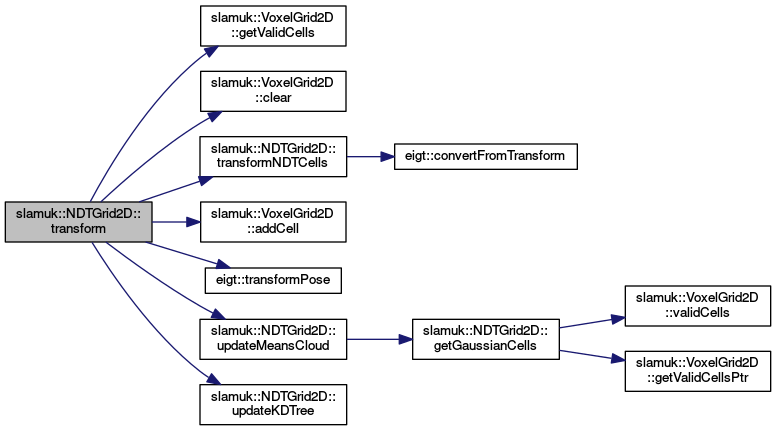 slamuk::NDTGrid2D::
transform
slamuk::VoxelGrid2D
::getValidCells
slamuk::VoxelGrid2D
::clear
slamuk::NDTGrid2D::
transformNDTCells
eigt::convertFromTransform
slamuk::VoxelGrid2D
::addCell
eigt::transformPose
slamuk::NDTGrid2D::
updateMeansCloud
slamuk::NDTGrid2D::
getGaussianCells
slamuk::VoxelGrid2D
::validCells
slamuk::VoxelGrid2D
::getValidCellsPtr
slamuk::NDTGrid2D::
updateKDTree